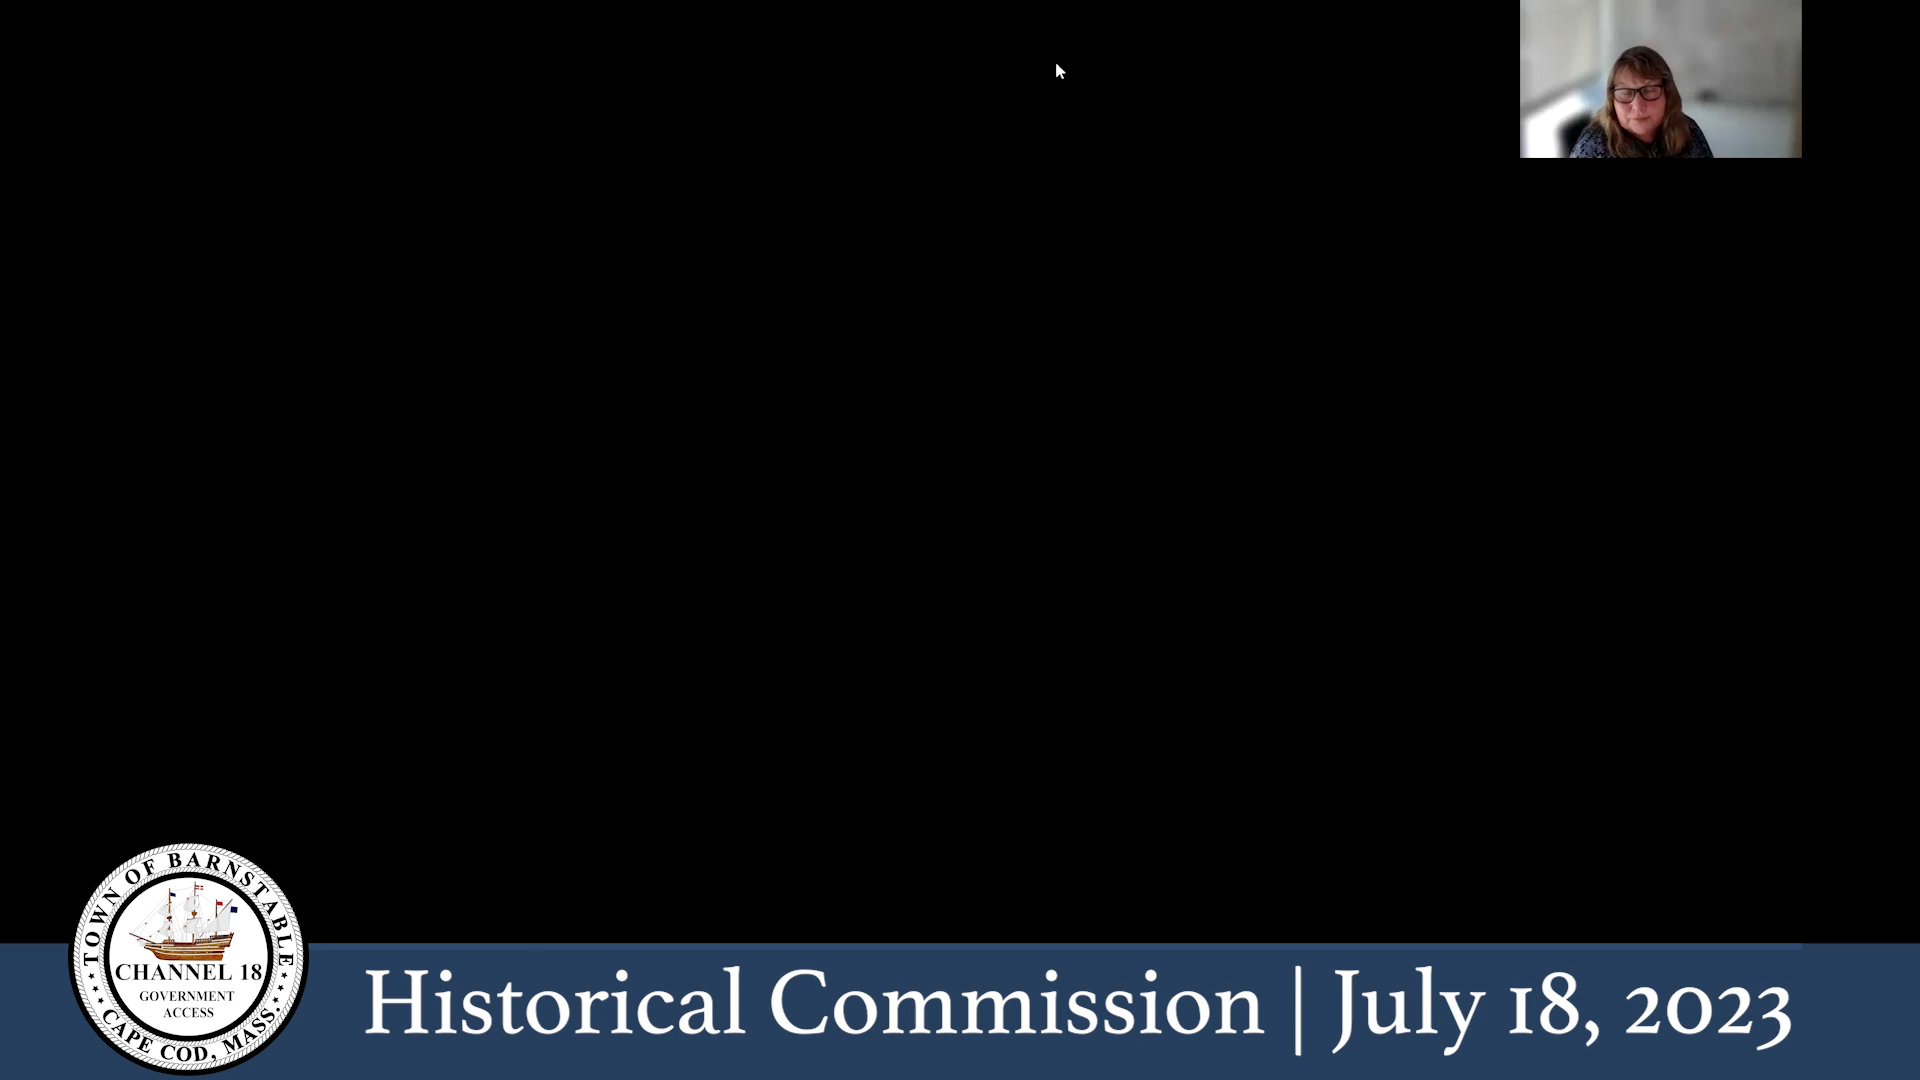 TOWN OF BARNSTABLE
CHANNEL 18
GOVERNMENT
ACCESS
CAPE COD, MASS.
Historical Commission | July 18, 2023